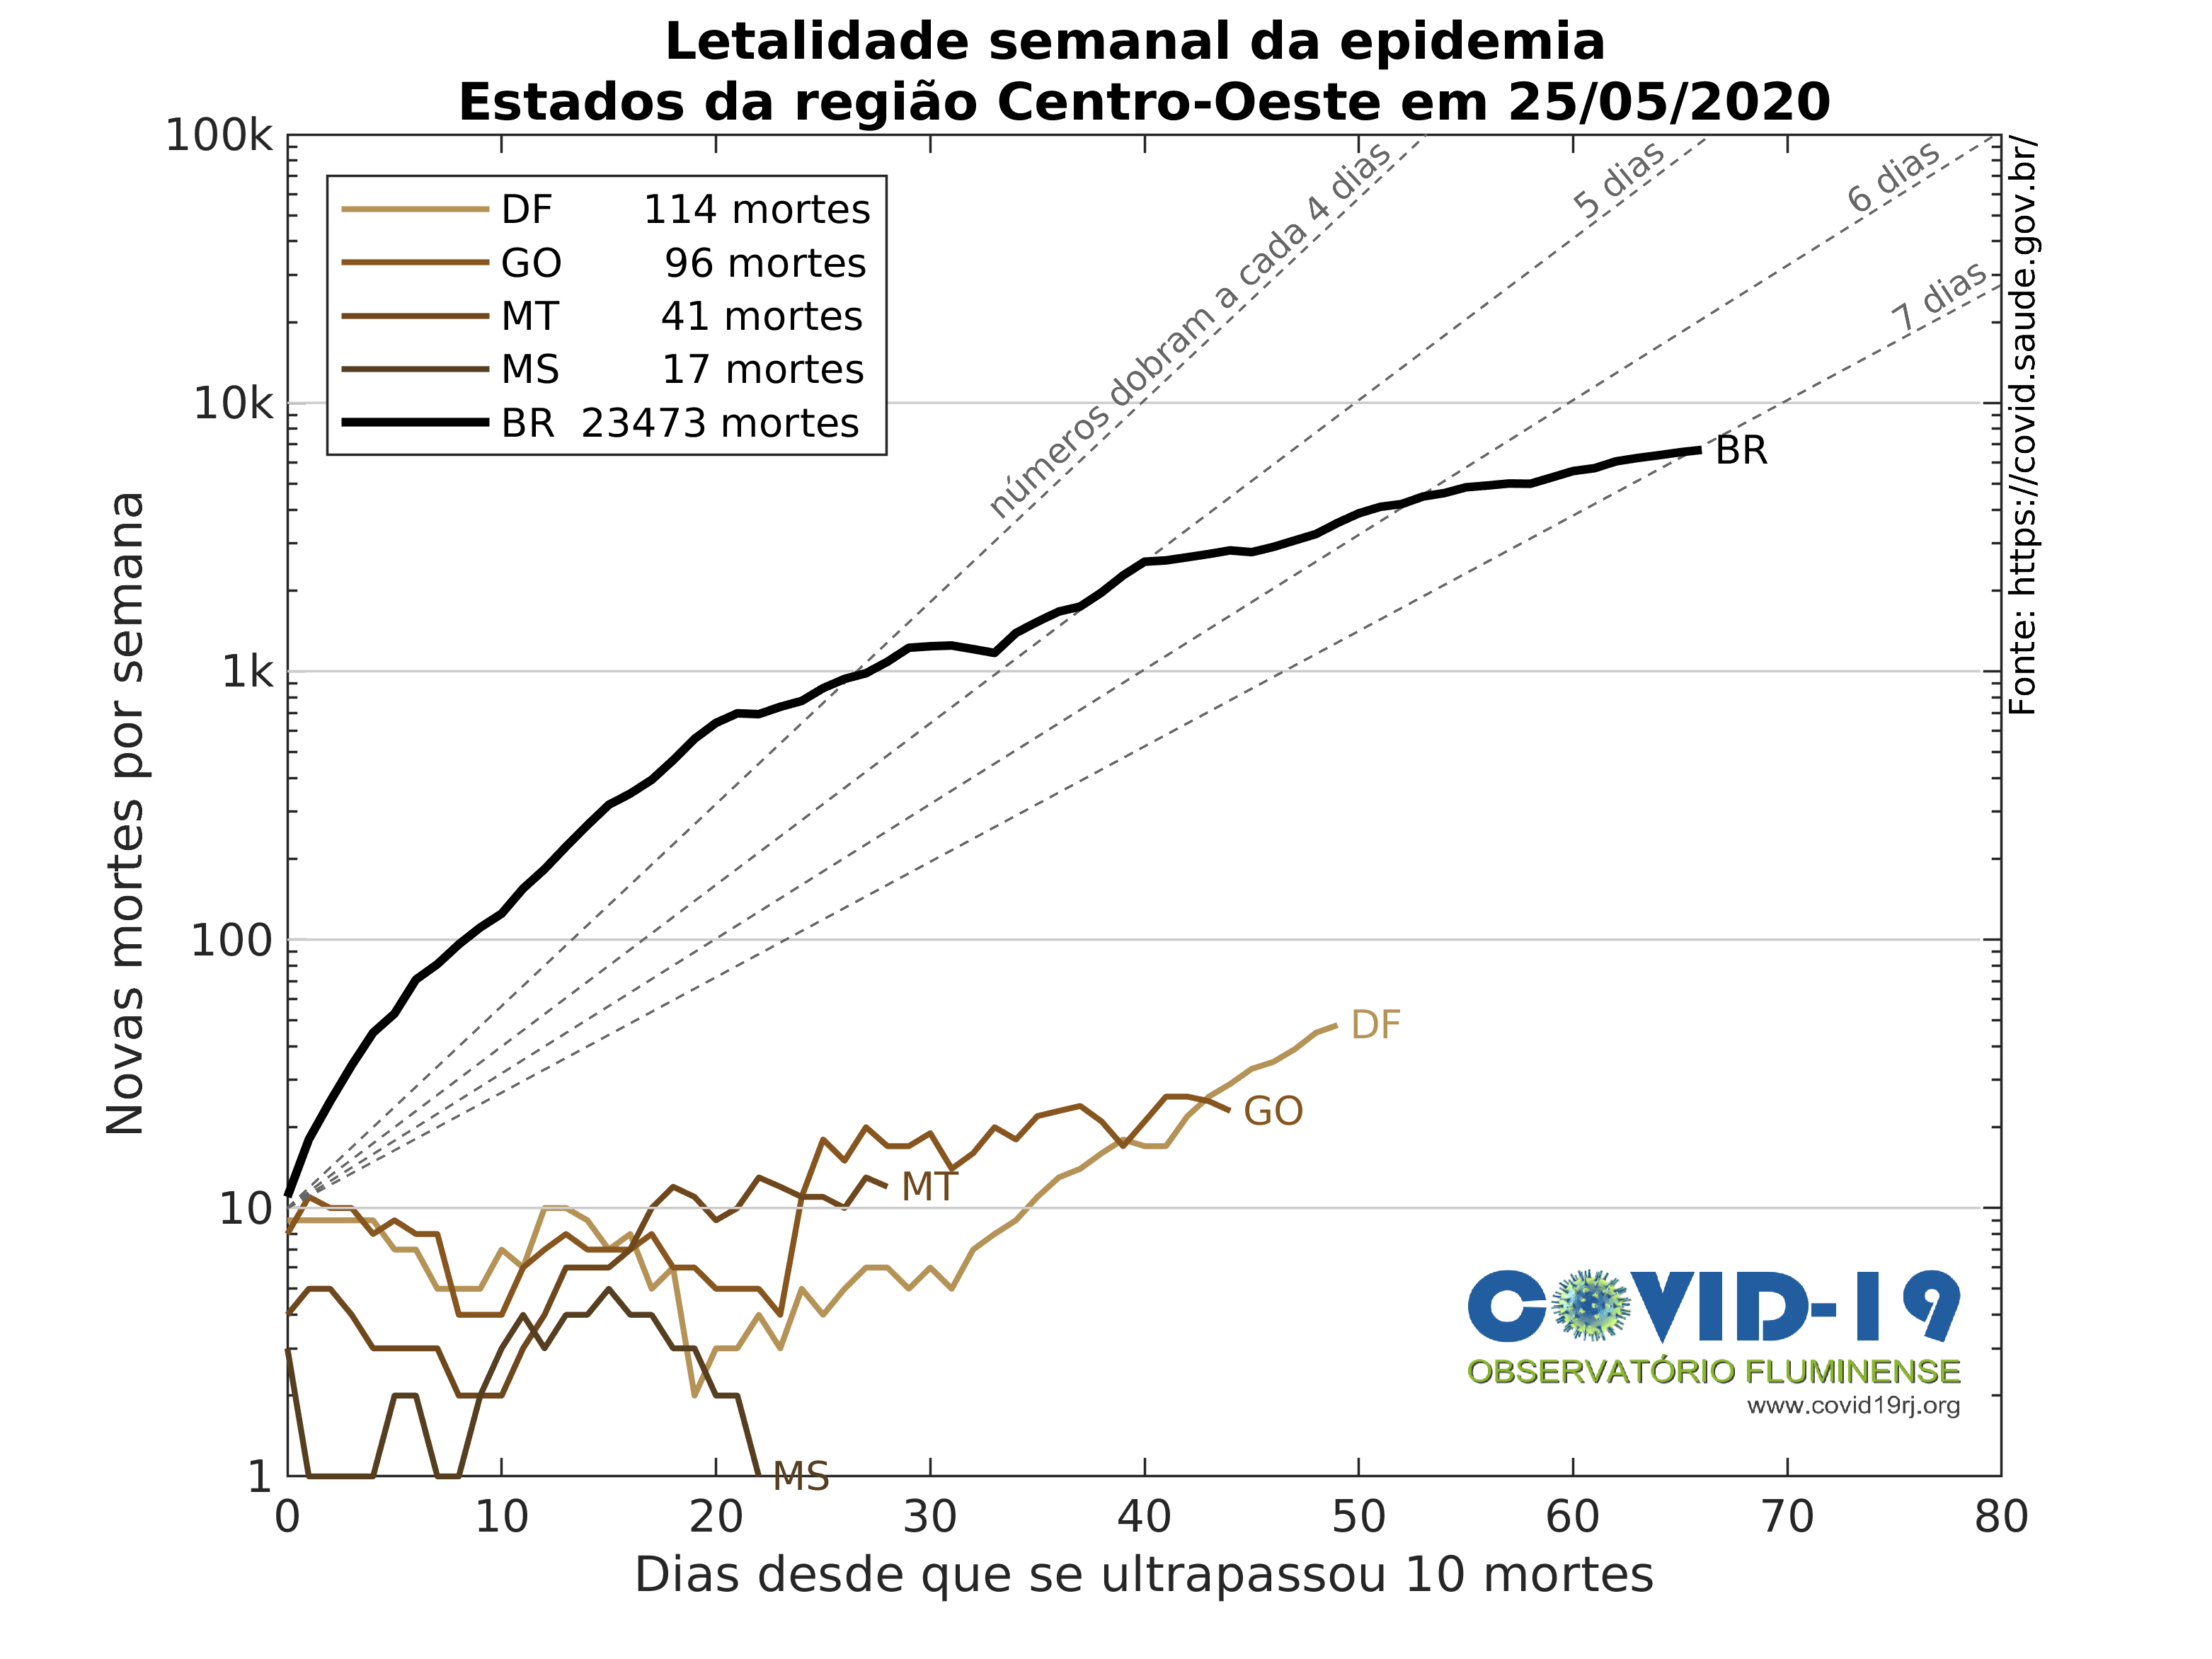 Letalidade semanal da epidemia
Estados da região Centro-Oeste em 25/05/2020
Novas mortes por semana
100k
10k
1k
100
10
1
DF 114 mortes
GO 96 mortes
MT 41 mortes
MS 17 mortes
BR 23473 mortes
números dobram a cada 4 dias
5 dias
6 dias
7 dias
BR
DF
GO
MT
MS
Fonte: https://covid.saude.gov.br/
COVID-19
OBSERVATÓRIO FLUMINENSE
www.covid19rj.org
0 10 20 30 40 50 60 70 80
Dias desde que se ultrapassou 10 mortes